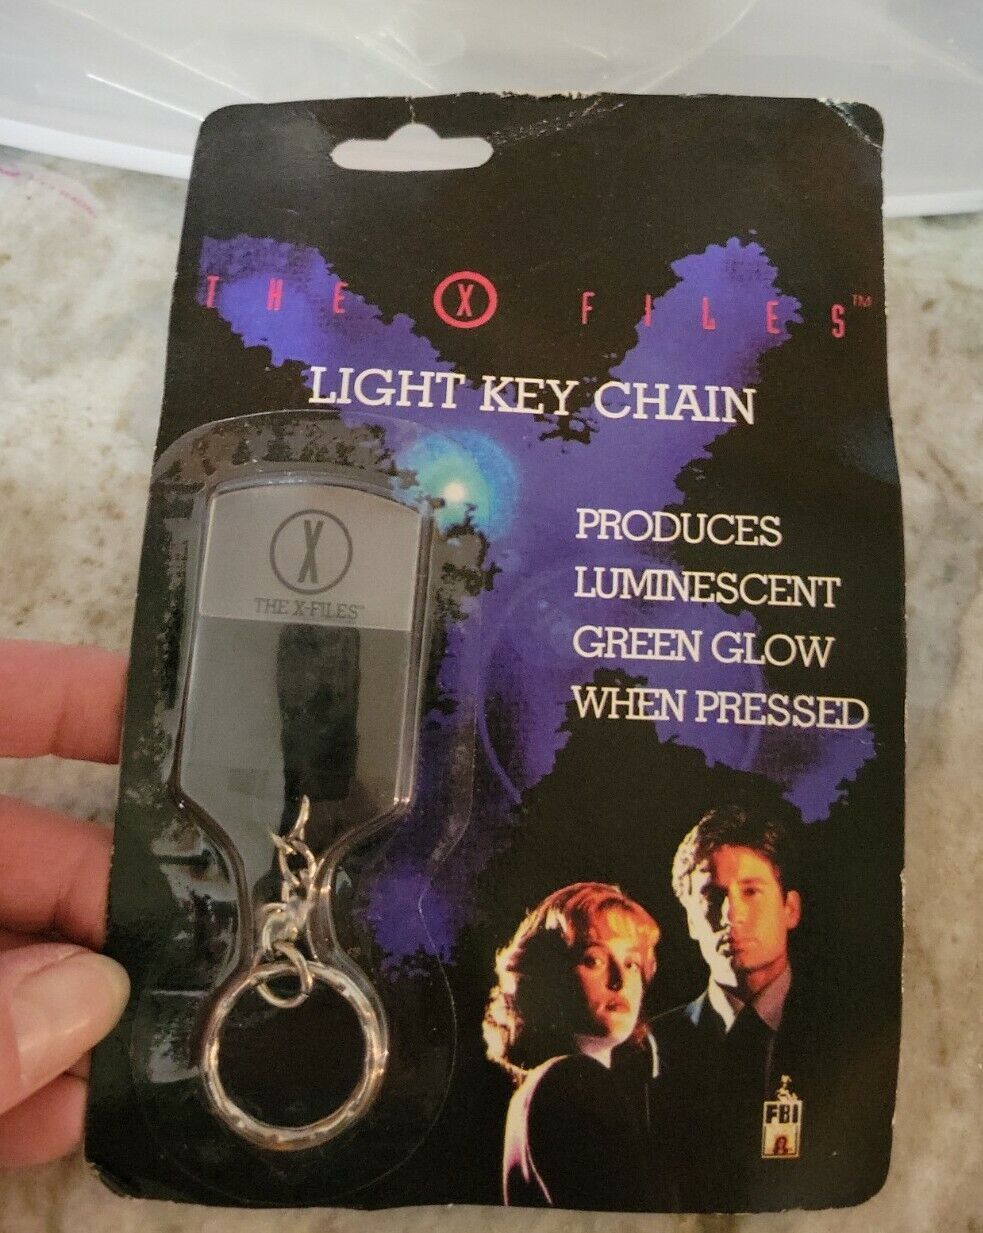 THE X FILES™
LIGHT KEY CHAIN
X
THE X-FILES™
PRODUCES
LUMINESCENT
GREEN GLOW
WHEN PRESSED
FBI